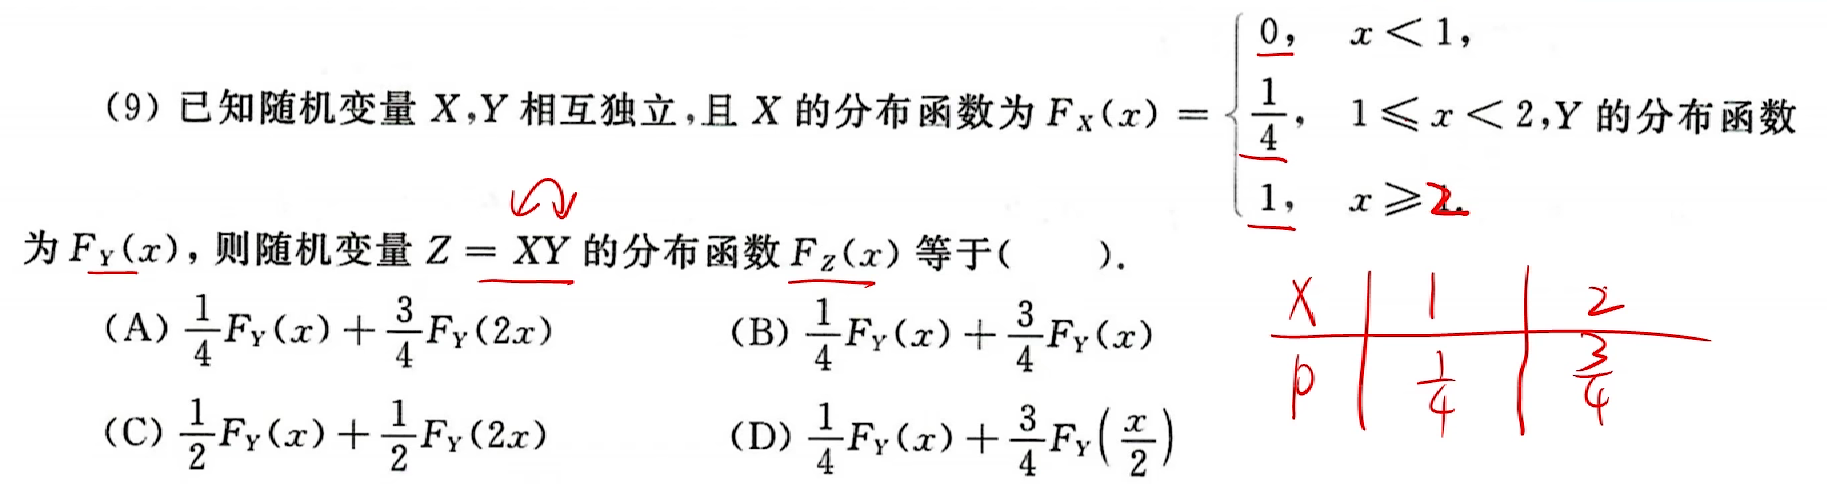 (9) 已知随机变量 X,Y 相互独立,且 X 的分布函数为 F_X(x) = { 0, x < 1,
1/4, 1 ≤ x < 2, Y 的分布函数
1, x ≥ 2.
为 F_Y(x), 则随机变量 Z = XY 的分布函数 F_Z(x) 等于( ).
(A) 1/4 F_Y(x) + 3/4 F_Y(2x) (B) 1/4 F_Y(x) + 3/4 F_Y(x)
(C) 1/2 F_Y(x) + 1/2 F_Y(2x) (D) 1/4 F_Y(x) + 3/4 F_Y(x/2)
X 1 2
p 1/4 3/4